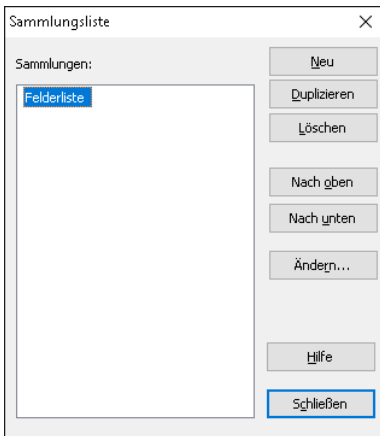 Sammlungsliste
Sammlungen:
Felderliste
Neu
Duplizieren
Löschen
Nach oben
Nach unten
Ändern...
Hilfe
Schließen